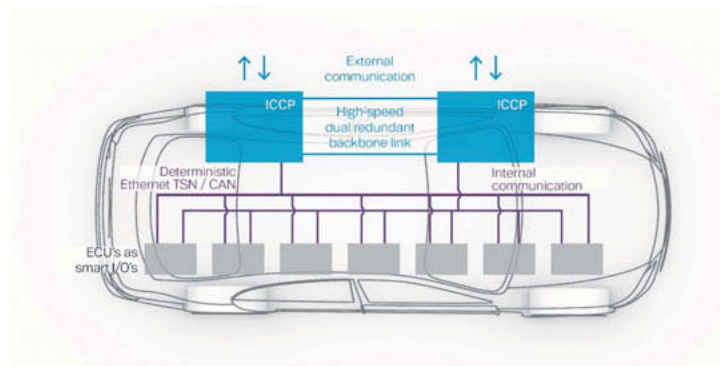 External
communication
ICCP
ICCP
High-speed
dual redundant
backbone link
Deterministic
Ethernet TSN / CAN
Internal
communication
ECU's as
smart I/O's